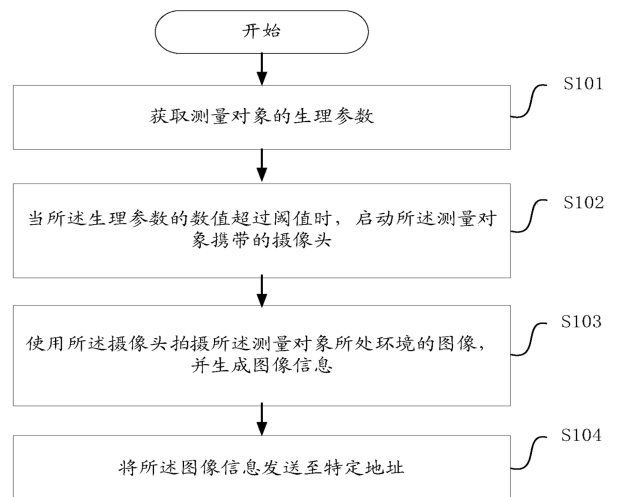 开始
获取测量对象的生理参数
S101
当所述生理参数的数值超过阈值时，启动所述测量对
象携带的摄像头
S102
使用所述摄像头拍摄所述测量对象所处环境的图像，
并生成图像信息
S103
将所述图像信息发送至特定地址
S104